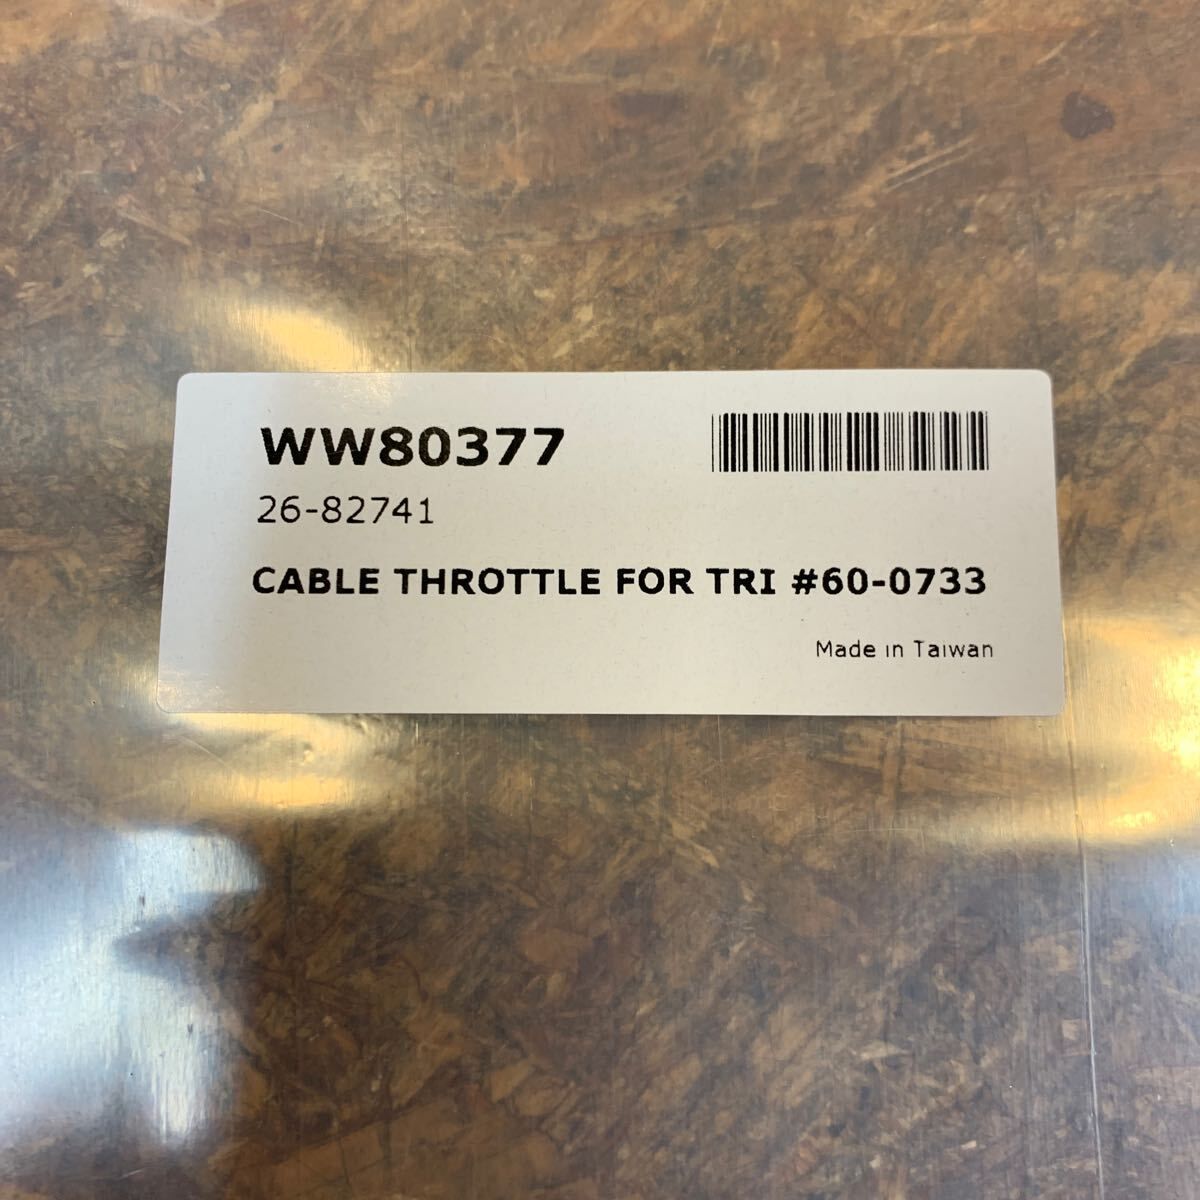 WW80377
26-82741
CABLE THROTTLE FOR TRI #60-0733
Made in Taiwan